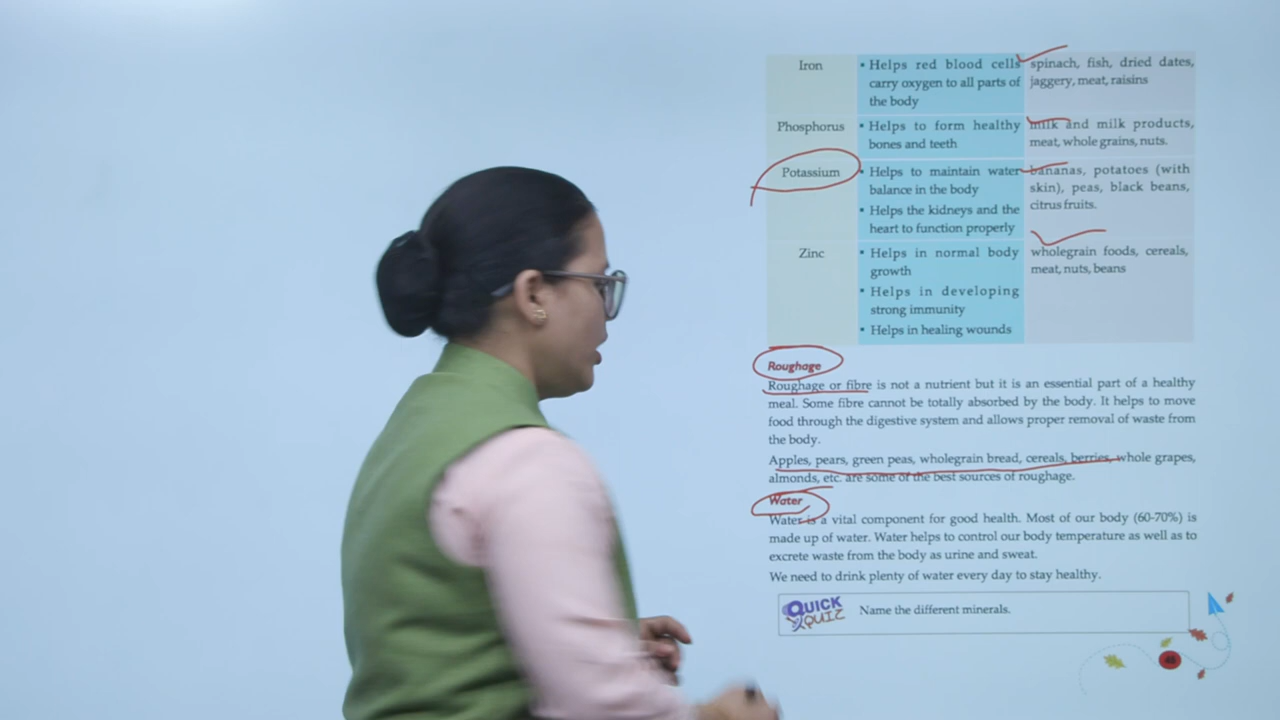 Iron
• Helps red blood cells
carry oxygen to all parts of
the body
spinach, fish, dried dates,
jaggery, meat, raisins
Phosphorus
• Helps to form healthy
bones and teeth
milk and milk products,
meat, whole grains, nuts.
Potassium
• Helps to maintain water
balance in the body
• Helps the kidneys and the
heart to function properly
bananas, potatoes (with
skin), peas, black beans,
citrus fruits.
Zinc
• Helps in normal body
growth
• Helps in developing
strong immunity
• Helps in healing wounds
wholegrain foods, cereals,
meat, nuts, beans
Roughage
Roughage or fibre is not a nutrient but it is an essential part of a healthy
meal. Some fibre cannot be totally absorbed by the body. It helps to move
food through the digestive system and allows proper removal of waste from
the body.
Apples, pears, green peas, wholegrain bread, cereals, berries, whole grapes,
almonds, etc. are some of the best sources of roughage.
Water
Water is a vital component for good health. Most of our body (60-70%) is
made up of water. Water helps to control our body temperature as well as to
excrete waste from the body as urine and sweat.
We need to drink plenty of water every day to stay healthy.
QUICK
QUIZ
Name the different minerals.